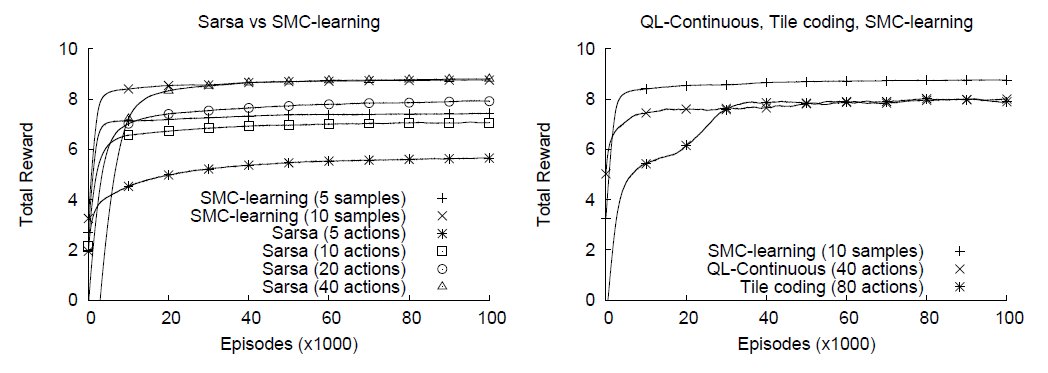 Sarsa vs SMC-learning
10
8
6
4
2
0
Total Reward
SMC-learning (5 samples)
SMC-learning (10 samples)
Sarsa (5 actions)
Sarsa (10 actions)
Sarsa (20 actions)
Sarsa (40 actions)
0 20 40 60 80 100
Episodes (x1000)
QL-Continuous, Tile coding, SMC-learning
10
8
6
4
2
0
Total Reward
SMC-learning (10 samples)
QL-Continuous (40 actions)
Tile coding (80 actions)
0 20 40 60 80 100
Episodes (x1000)